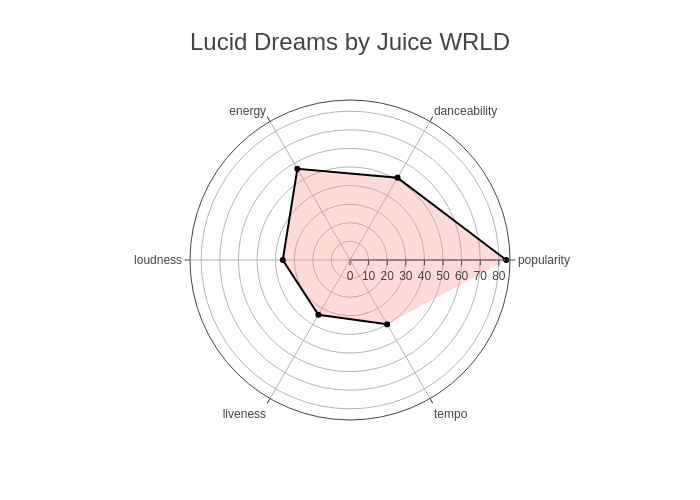 Lucid Dreams by Juice WRLD
energy
danceability
loudness
popularity
0 10 20 30 40 50 60 70 80
liveness
tempo